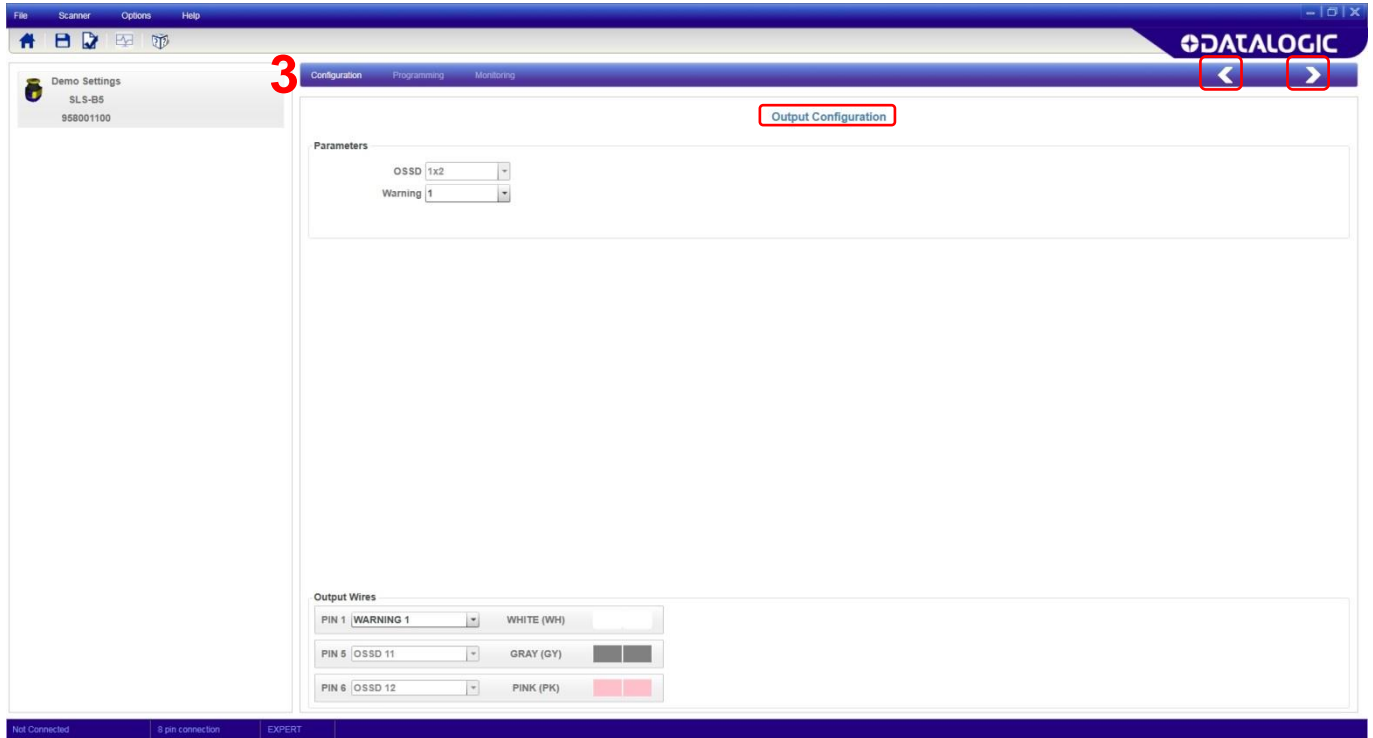 File Scanner Options Help
DATALOGIC
Demo Settings
SLS-B5
958001100
3
Configuration Programming Monitoring
Output Configuration
Parameters
OSSD 1x2
Warning 1
Output Wires
PIN 1 WARNING 1 WHITE (WH)
PIN 5 OSSD 11 GRAY (GY)
PIN 6 OSSD 12 PINK (PK)
Not Connected 8 pin connection EXPERT